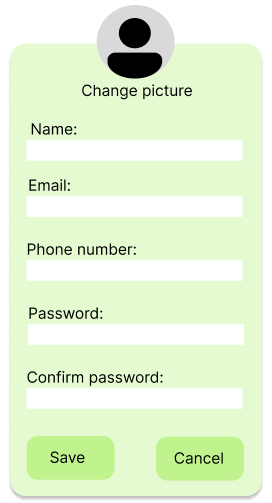 Change picture
Name:
Email:
Phone number:
Password:
Confirm password:
Save
Cancel